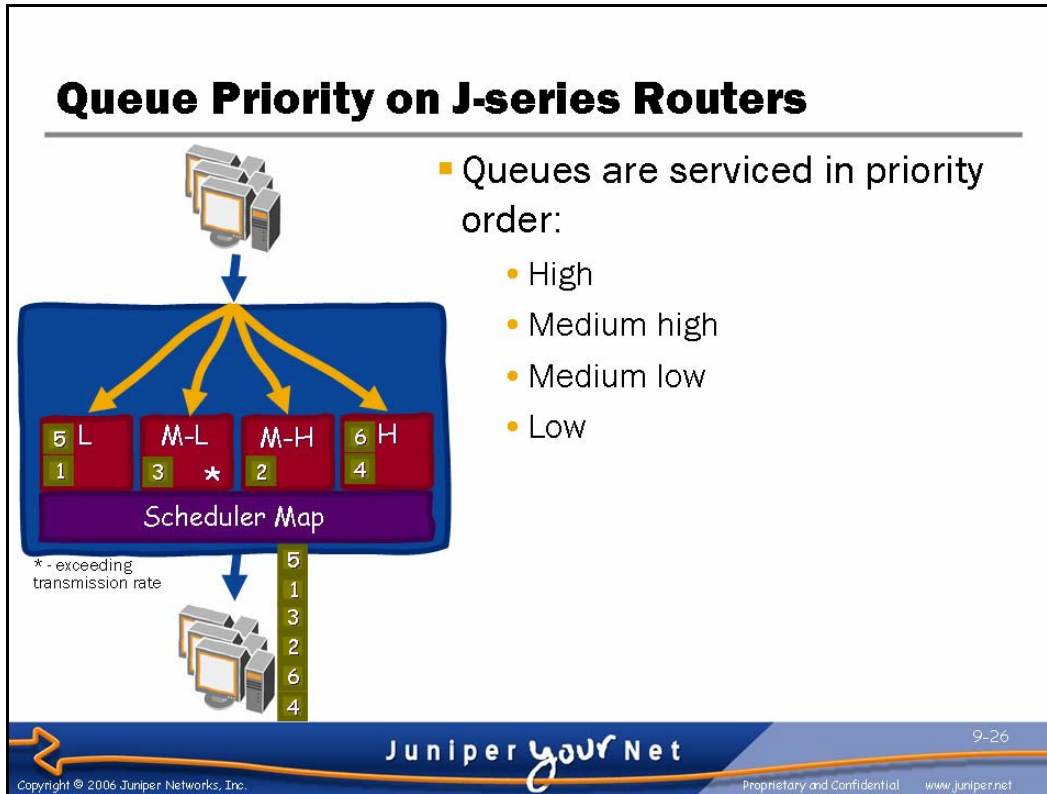 Queue Priority on J-series Routers
■ Queues are serviced in priority
order:
• High
• Medium high
• Medium low
• Low
5 L
1
M-L
3 *
M-H
2
6 H
4
Scheduler Map
* - exceeding
transmission rate
5
1
3
2
6
4
Juniper your Net
9-26
Copyright © 2006 Juniper Networks, Inc.
Proprietary and Confidential www.juniper.net